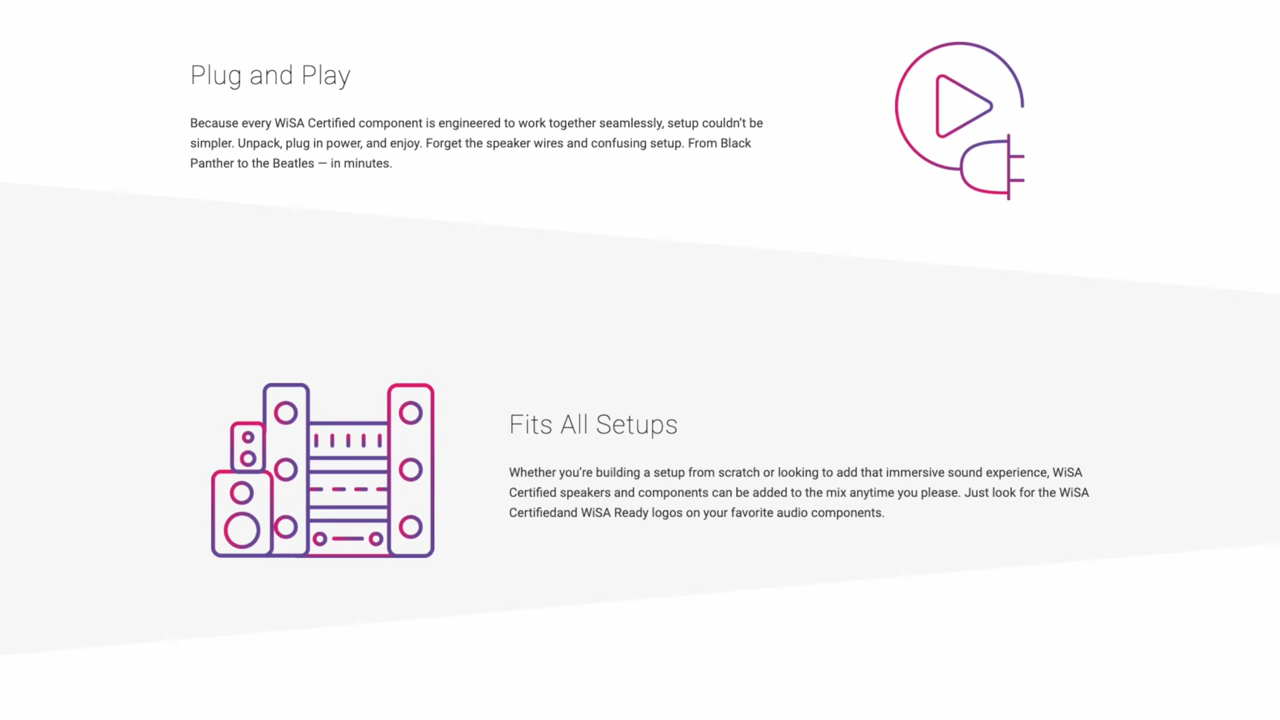 Plug and Play
Because every WiSA Certified component is engineered to work together seamlessly, setup couldn’t be
simpler. Unpack, plug in power, and enjoy. Forget the speaker wires and confusing setup. From Black
Panther to the Beatles — in minutes.
Fits All Setups
Whether you’re building a setup from scratch or looking to add that immersive sound experience, WiSA
Certified speakers and components can be added to the mix anytime you please. Just look for the WiSA
Certifiedand WiSA Ready logos on your favorite audio components.